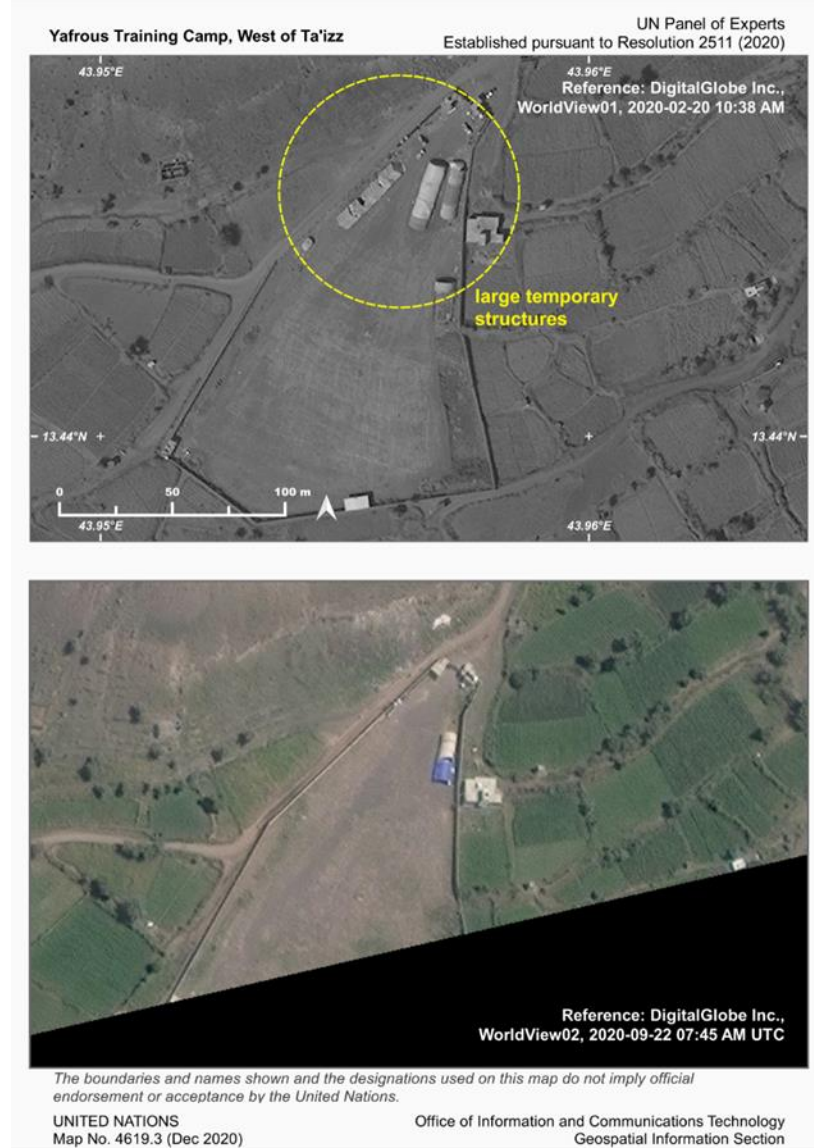 Yafrous Training Camp, West of Ta'izz
UN Panel of Experts
Established pursuant to Resolution 2511 (2020)
43.95°E
43.96°E
Reference: DigitalGlobe Inc.,
WorldView01, 2020-02-20 10:38 AM
large temporary
structures
13.44°N
13.44°N
0 50 100 m
43.95°E
43.96°E
Reference: DigitalGlobe Inc.,
WorldView02, 2020-09-22 07:45 AM UTC
The boundaries and names shown and the designations used on this map do not imply official
endorsement or acceptance by the United Nations.
UNITED NATIONS
Map No. 4619.3 (Dec 2020)
Office of Information and Communications Technology
Geospatial Information Section